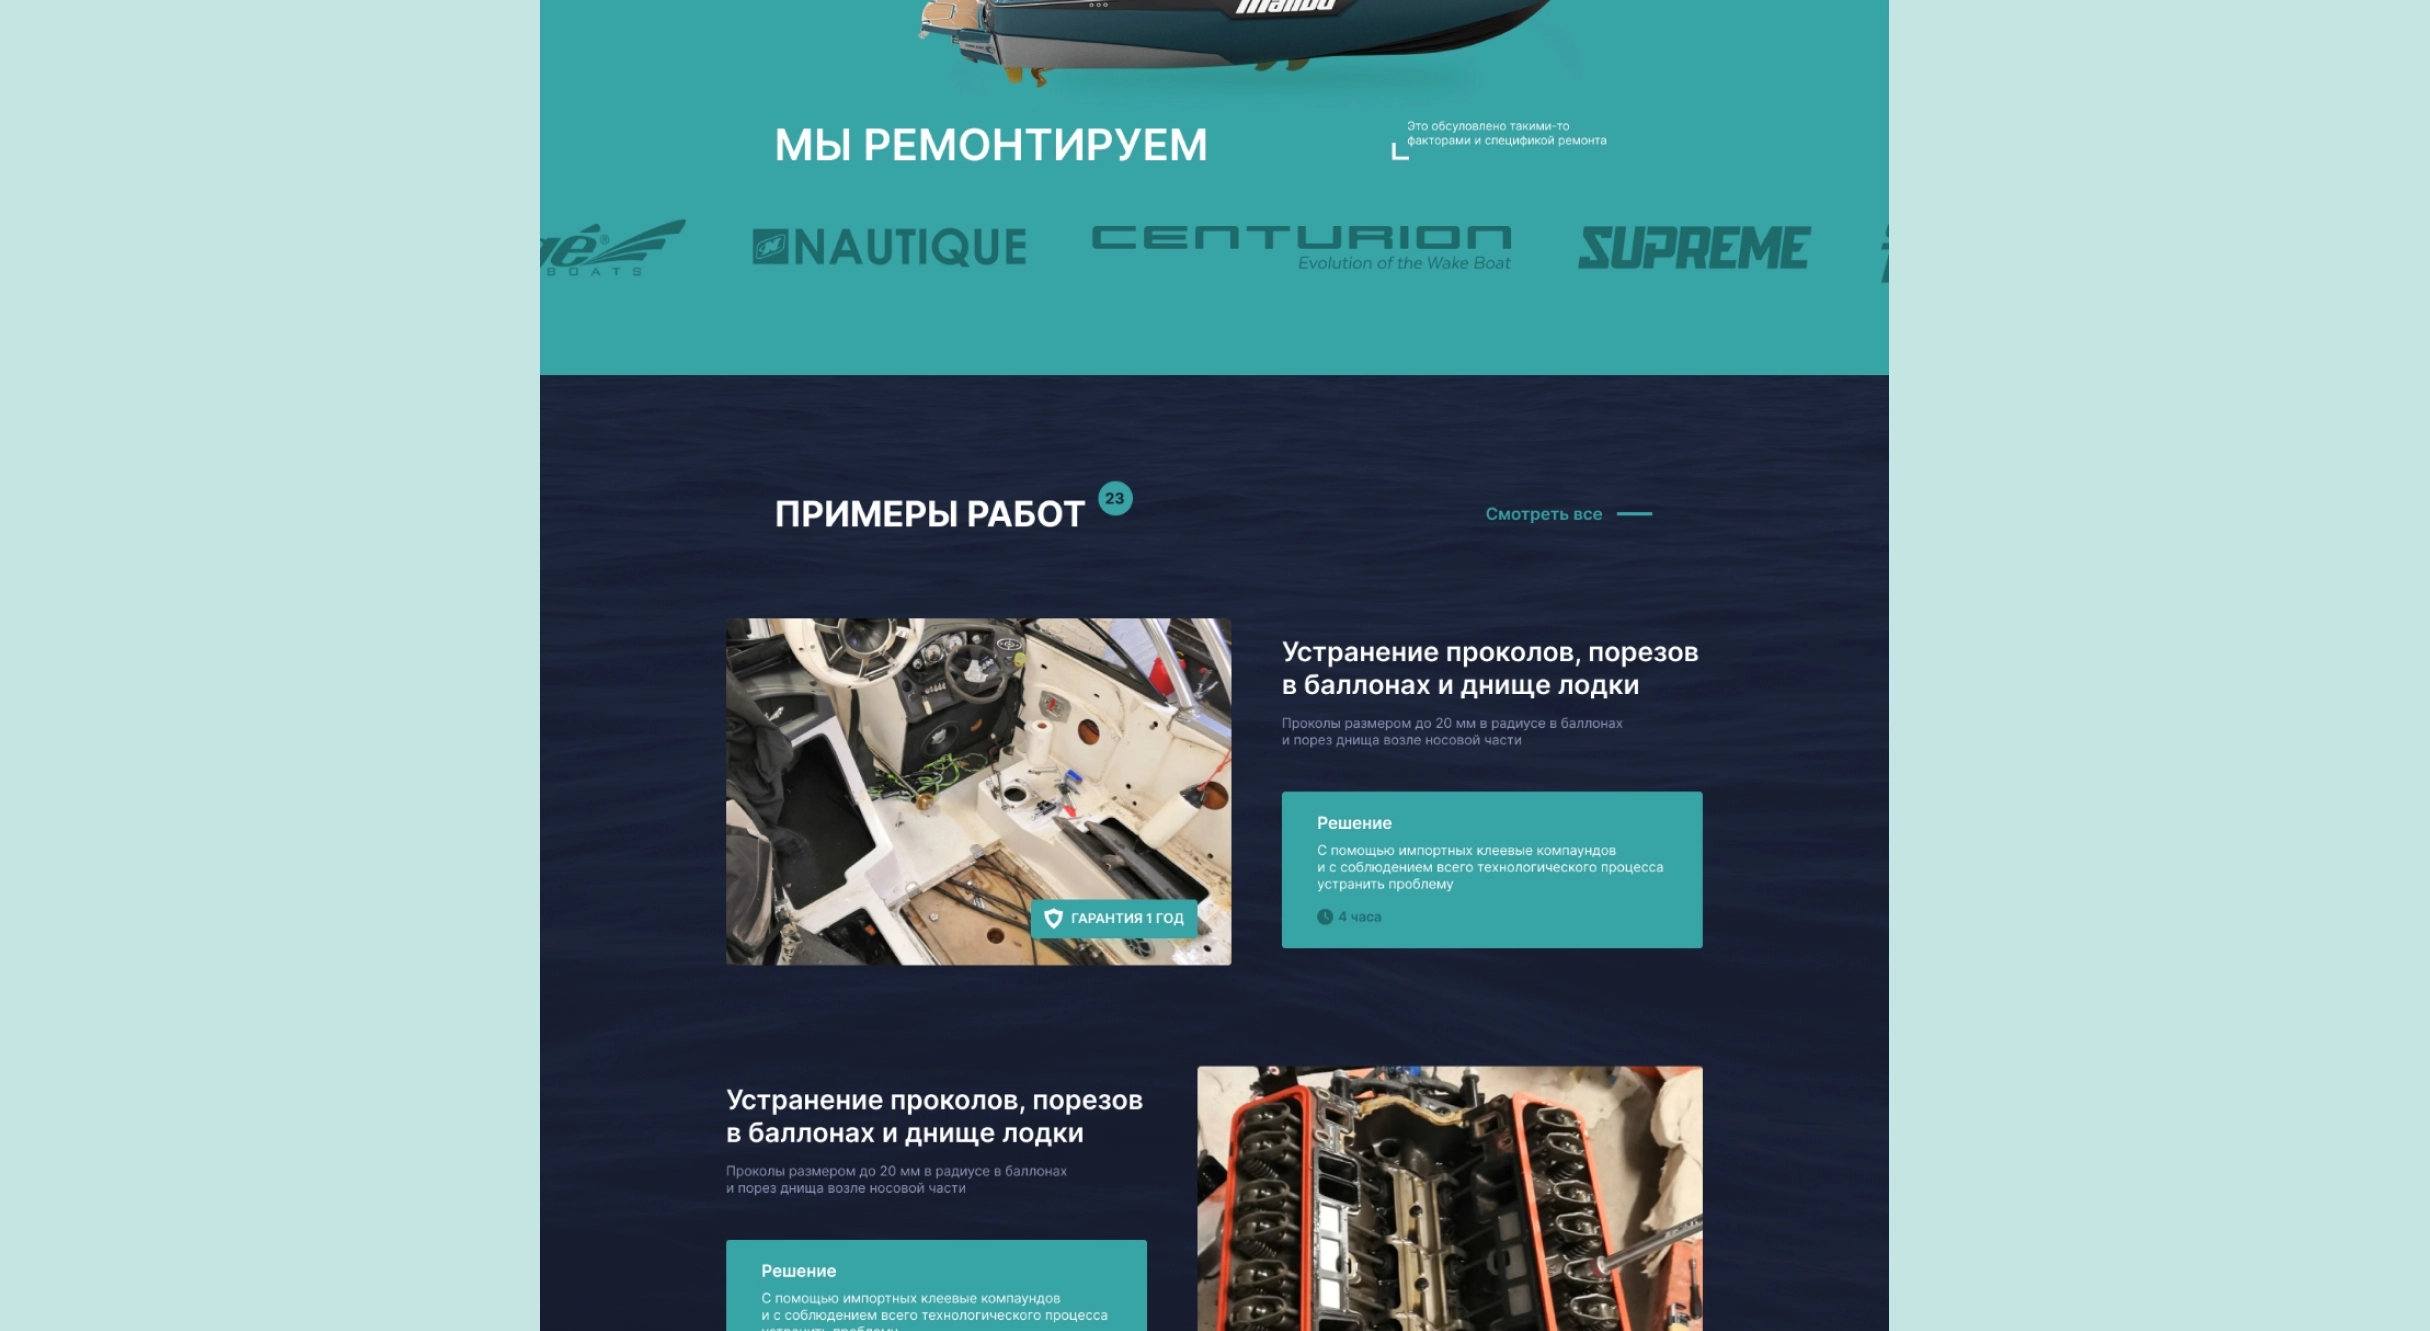 malibu
МЫ РЕМОНТИРУЕМ
Это обсуловлено такими-то
факторами и спецификой ремонта
BOATS
NAUTIQUE
CENTURION
Evolution of the Wake Boat
SUPREME
ПРИМЕРЫ РАБОТ
23
Смотреть все
Устранение проколов, порезов
в баллонах и днище лодки
Проколы размером до 20 мм в радиусе в баллонах
и порез днища возле носовой части
Решение
С помощью импортных клеевые компаундов
и с соблюдением всего технологического процесса
устранить проблему
4 часа
ГАРАНТИЯ 1 ГОД
Устранение проколов, порезов
в баллонах и днище лодки
Проколы размером до 20 мм в радиусе в баллонах
и порез днища возле носовой части
Решение
С помощью импортных клеевые компаундов
и с соблюдением всего технологического процесса
устранить проблему